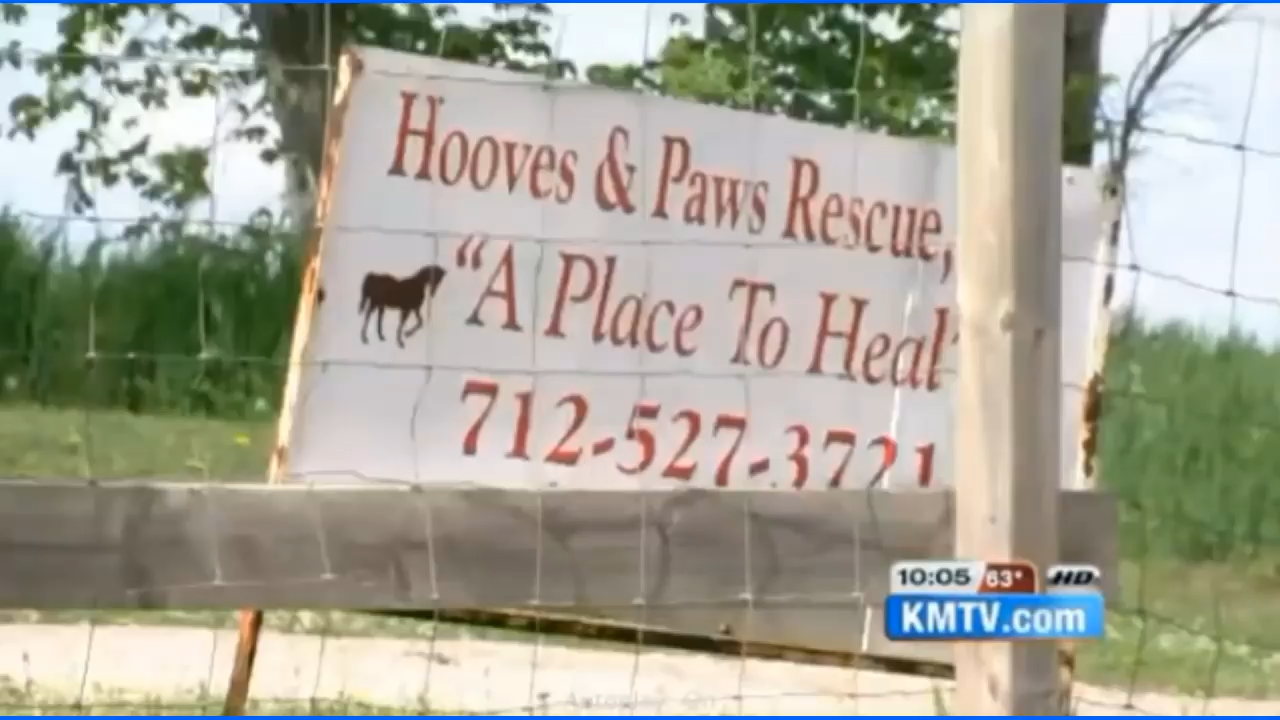 Hooves & Paws Rescue,
"A Place To Heal"
712-527-3721
10:05 63° HD
KMTV.com